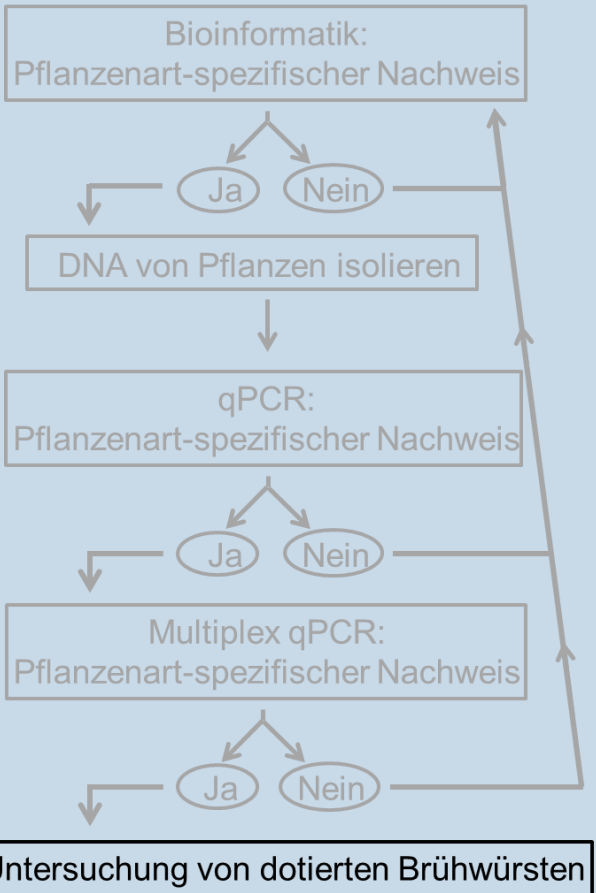 Bioinformatik:
Pflanzenart-spezifischer Nachweis
Ja Nein
DNA von Pflanzen isolieren
qPCR:
Pflanzenart-spezifischer Nachweis
Ja Nein
Multiplex qPCR:
Pflanzenart-spezifischer Nachweis
Ja Nein
Untersuchung von dotierten Brühwürsten